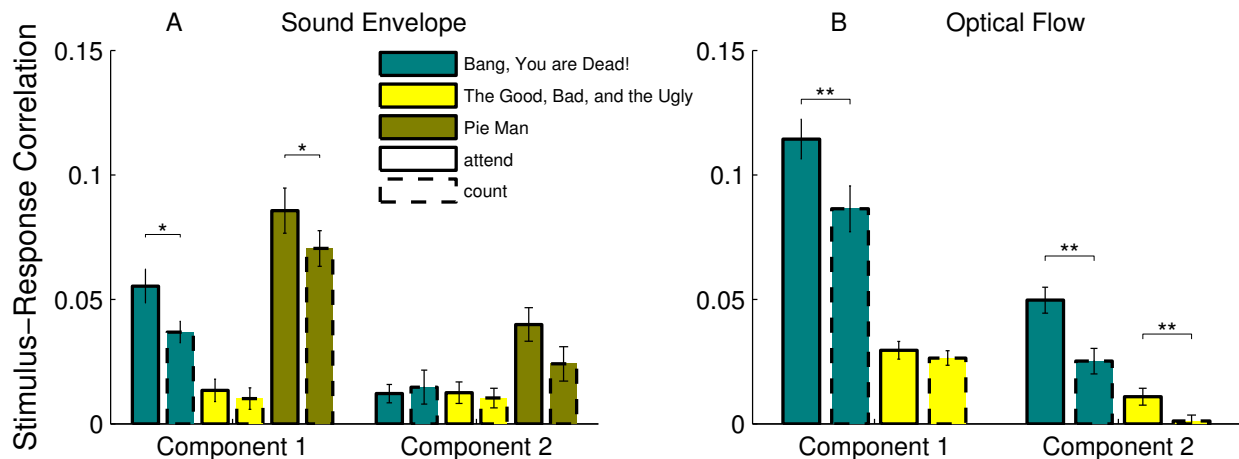 A Sound Envelope
B Optical Flow
Stimulus−Response Correlation
0.15
0.1
0.05
0
Bang, You are Dead!
The Good, Bad, and the Ugly
Pie Man
attend
count
*
*
Component 1 Component 2
0.15
0.1
0.05
0
**
**
**
Component 1 Component 2